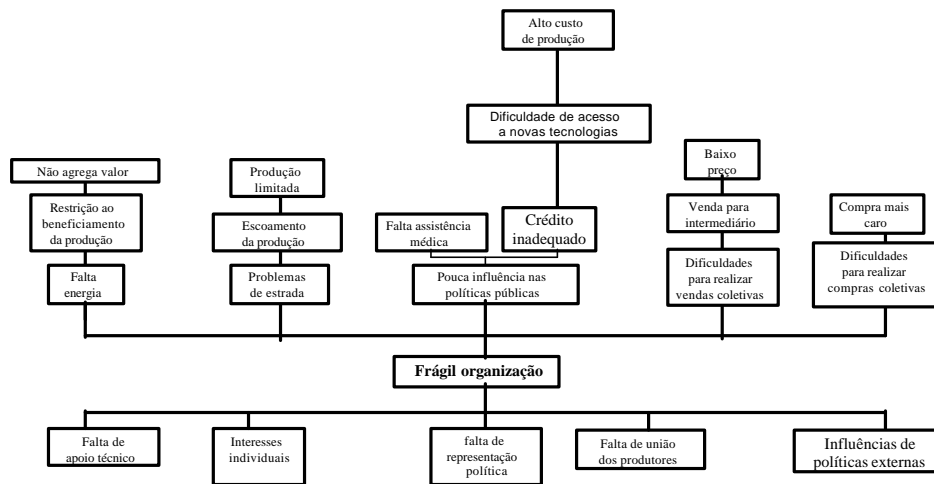 Alto custo
de produção
Dificuldade de acesso
a novas tecnologias
Não agrega valor
Restrição ao
beneficiamento
da produção
Falta
energia
Produção
limitada
Escoamento
da produção
Problemas
de estrada
Falta assistência
médica
Crédito
inadequado
Pouca influência nas
políticas públicas
Baixo
preço
Venda para
intermediário
Dificuldades
para realizar
vendas coletivas
Compra mais
caro
Dificuldades
para realizar
compras coletivas
Frágil organização
Falta de
apoio técnico
Interesses
individuais
falta de
representação
política
Falta de união
dos produtores
Influências de
políticas externas